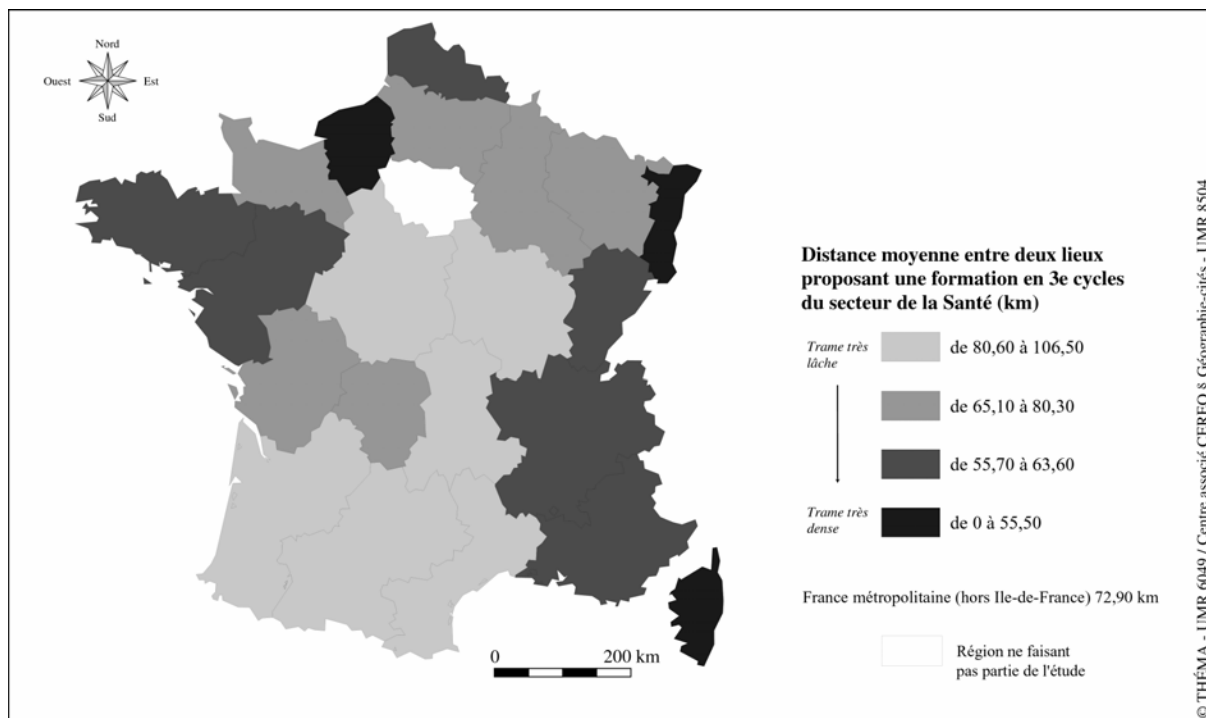 Nord
Ouest
Est
Sud
Distance moyenne entre deux lieux
proposant une formation en 3e cycles
du secteur de la Santé (km)
Trame très
lâche
de 80,60 à 106,50
de 65,10 à 80,30
de 55,70 à 63,60
Trame très
dense
de 0 à 55,50
France métropolitaine (hors Ile-de-France) 72,90 km
Région ne faisant
pas partie de l'étude
0
200 km
© THÉMA - UMR 6049 / Centre associé CEREQ & Géographie-cités - UMR 8504